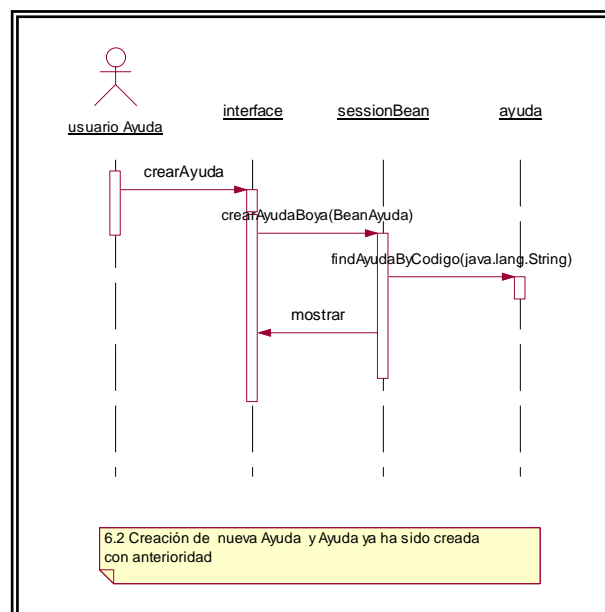 usuario Ayuda
interface
sessionBean
ayuda
crearAyuda
crearAyudaBoya(BeanAyuda)
findAyudaByCodigo(java.lang.String)
mostrar
6.2 Creación de nueva Ayuda y Ayuda ya ha sido creada
con anterioridad